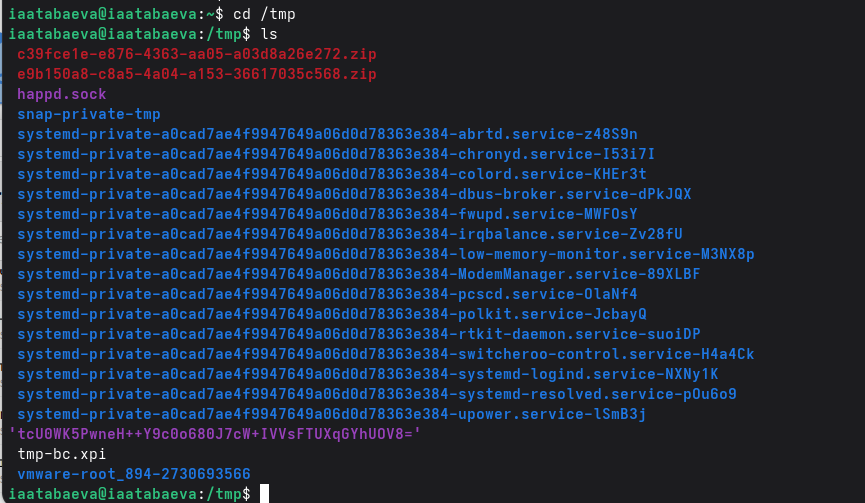 iaatabaeva@iaatabaeva:~$ cd /tmp
iaatabaeva@iaatabaeva:/tmp$ ls
c39fce1e-e876-4363-aa05-a03d8a26e272.zip
e9b150a8-c8a5-4a04-a153-36617035c568.zip
happd.sock
snap-private-tmp
systemd-private-a0cad7ae4f9947649a06d0d78363e384-abrtd.service-z48S9n
systemd-private-a0cad7ae4f9947649a06d0d78363e384-chronyd.service-I53i7I
systemd-private-a0cad7ae4f9947649a06d0d78363e384-colord.service-KHEr3t
systemd-private-a0cad7ae4f9947649a06d0d78363e384-dbus-broker.service-dPkJQX
systemd-private-a0cad7ae4f9947649a06d0d78363e384-fwupd.service-MWFOsY
systemd-private-a0cad7ae4f9947649a06d0d78363e384-irqbalance.service-Zv28fU
systemd-private-a0cad7ae4f9947649a06d0d78363e384-low-memory-monitor.service-M3NX8p
systemd-private-a0cad7ae4f9947649a06d0d78363e384-ModemManager.service-89XLBF
systemd-private-a0cad7ae4f9947649a06d0d78363e384-pcscd.service-OlaNf4
systemd-private-a0cad7ae4f9947649a06d0d78363e384-polkit.service-JcbayQ
systemd-private-a0cad7ae4f9947649a06d0d78363e384-rtkit-daemon.service-suoiDP
systemd-private-a0cad7ae4f9947649a06d0d78363e384-switcheroo-control.service-H4a4Ck
systemd-private-a0cad7ae4f9947649a06d0d78363e384-systemd-logind.service-NXNy1K
systemd-private-a0cad7ae4f9947649a06d0d78363e384-systemd-resolved.service-pOu6o9
systemd-private-a0cad7ae4f9947649a06d0d78363e384-upower.service-lSmB3j
'tcU0WK5PwneH++Y9c0o680J7cW+IVVsFTUXqGYhUOV8='
tmp-bc.xpi
vmware-root_894-2730693566
iaatabaeva@iaatabaeva:/tmp$